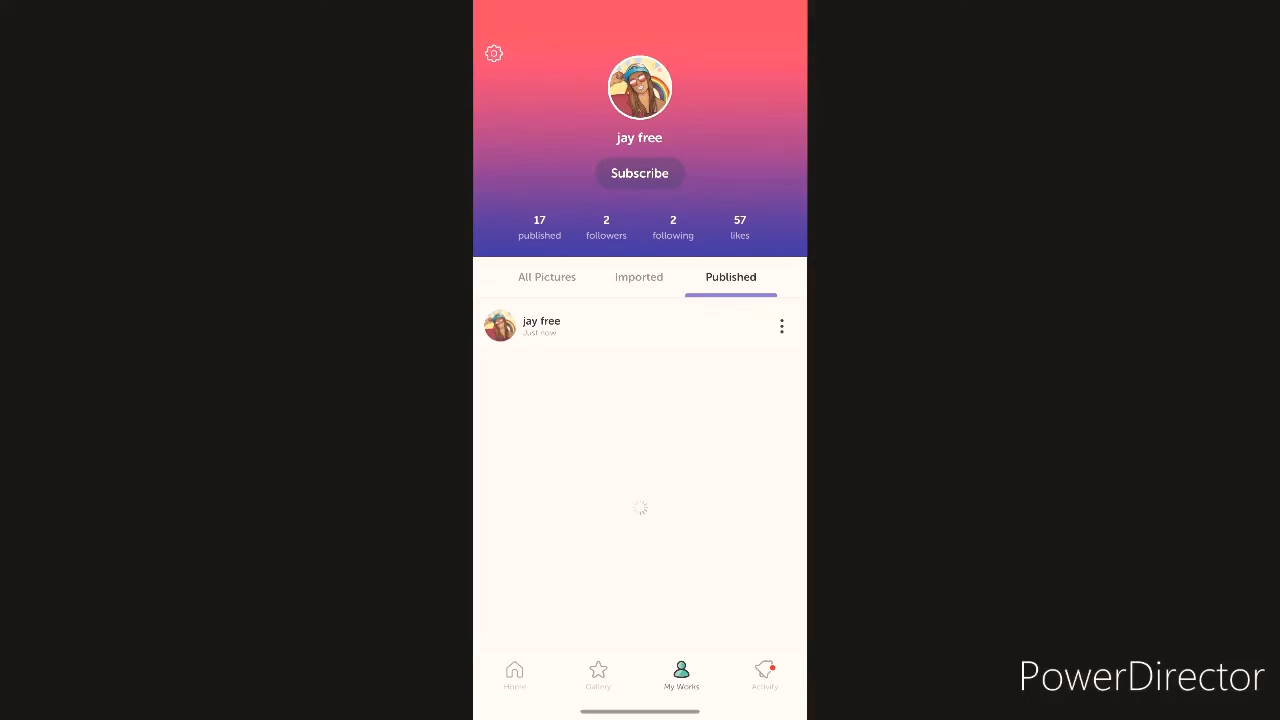 jay free
Subscribe
17 2 2 57
published followers following likes
All Pictures Imported Published
jay free
Just now
Home Gallery My Works Activity
PowerDirector